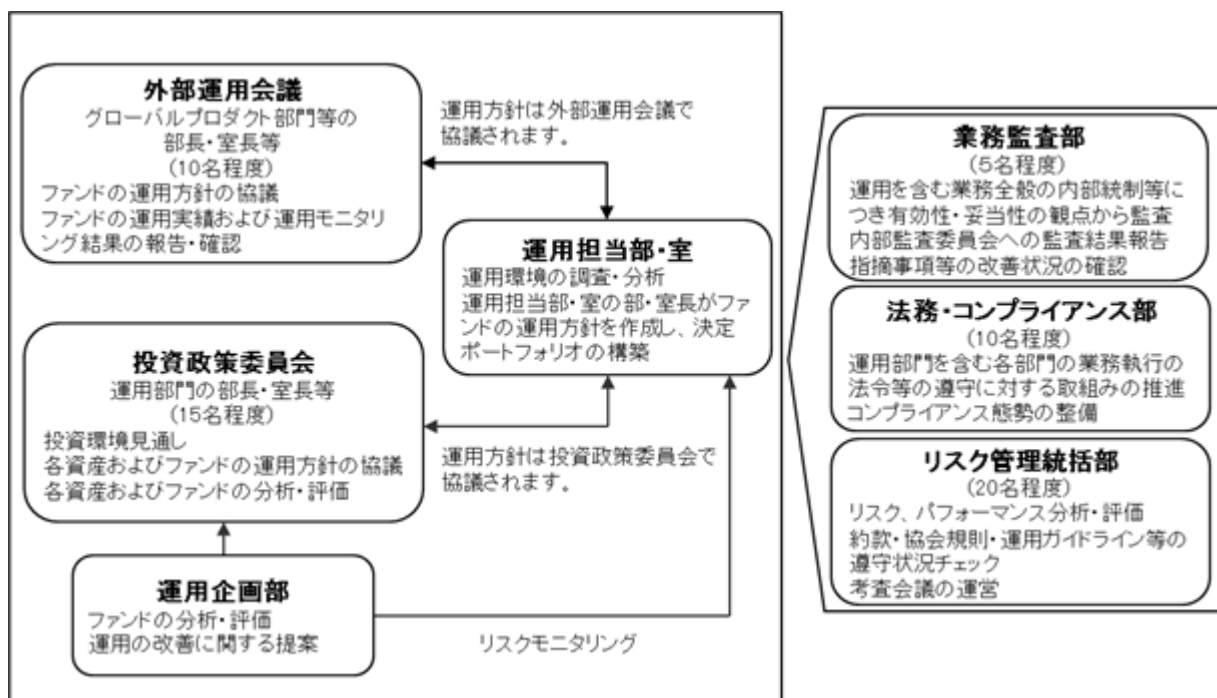 外部運用会議
グローバルプロダクト部門等の
部長・室長等
(10名程度)
ファンドの運用方針の協議
ファンドの運用実績および運用モニタリ
ング結果の報告・確認
運用方針は外部運用会議で
協議されます。
運用担当部・室
運用環境の調査・分析
運用担当部・室の部・室長がファ
ンドの運用方針を作成し、決定
ポートフォリオの構築
投資政策委員会
運用部門の部長・室長等
(15名程度)
投資環境見通し
各資産およびファンドの運用方針の協議
各資産およびファンドの分析・評価
運用方針は投資政策委員会で
協議されます。
運用企画部
ファンドの分析・評価
運用の改善に関する提案
リスクモニタリング
業務監査部
(5名程度)
運用を含む業務全般の内部統制等に
つき有効性・妥当性の観点から監査
内部監査委員会への監査結果報告
指摘事項等の改善状況の確認
法務・コンプライアンス部
(10名程度)
運用部門を含む各部門の業務執行の
法令等の遵守に対する取組みの推進
コンプライアンス態勢の整備
リスク管理統括部
(20名程度)
リスク、パフォーマンス分析・評価
約款・協会規則・運用ガイドライン等の
遵守状況チェック
考査会議の運営